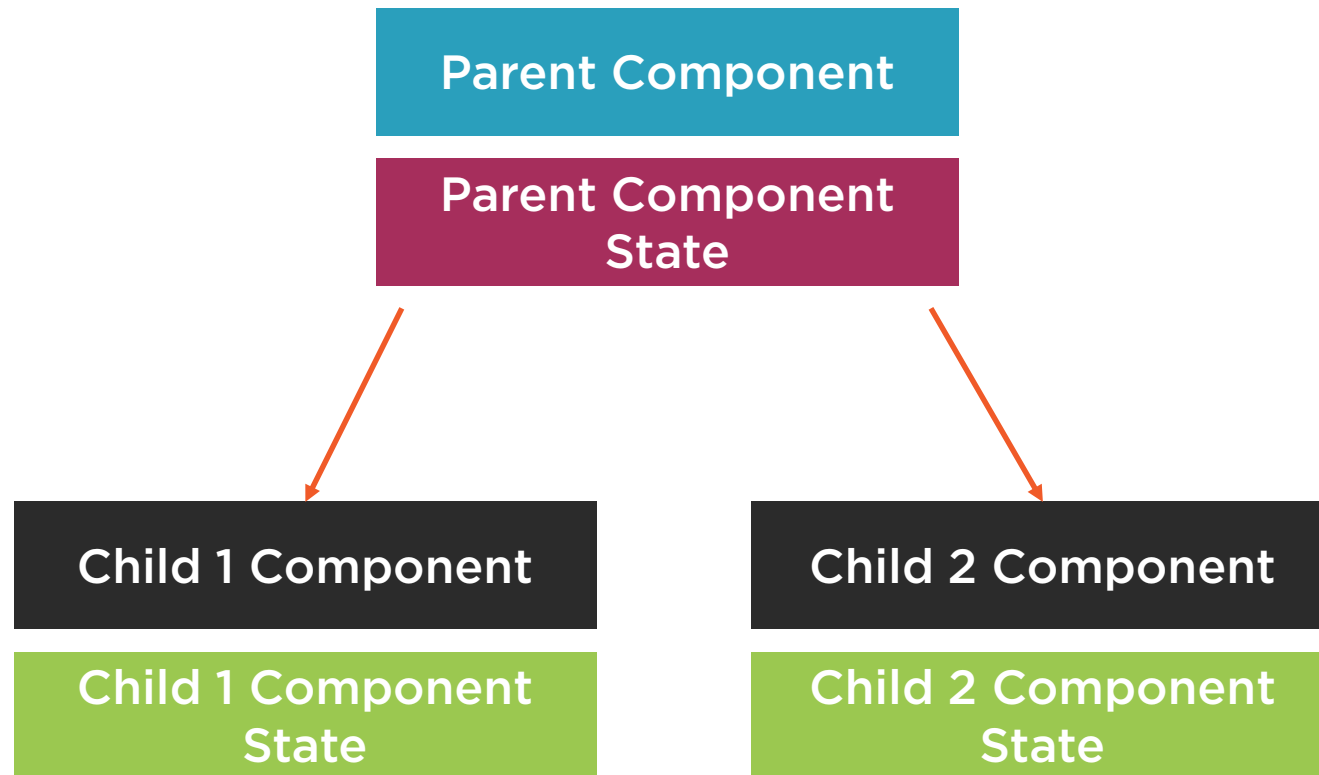 Parent Component
Parent Component
State
Child 1 Component
Child 2 Component
Child 1 Component
State
Child 2 Component
State